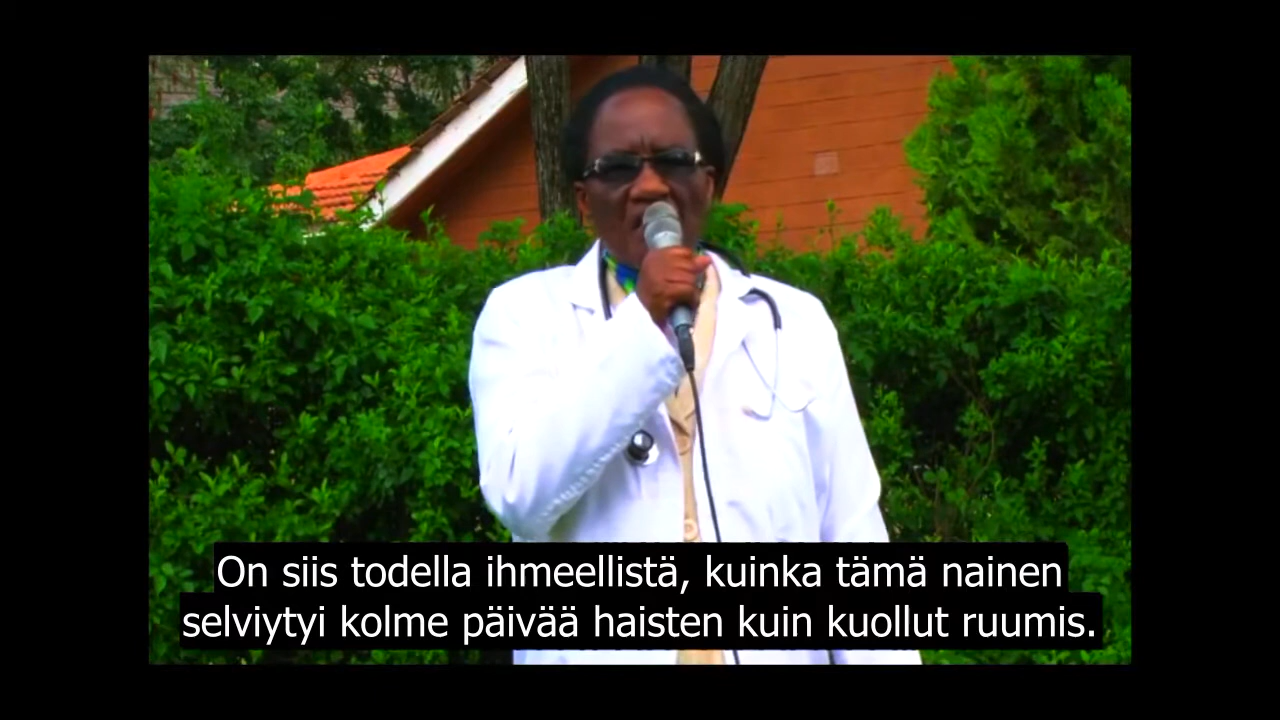 On siis todella ihmeellistä, kuinka tämä nainen
selviytyi kolme päivää haisten kuin kuollut ruumis.